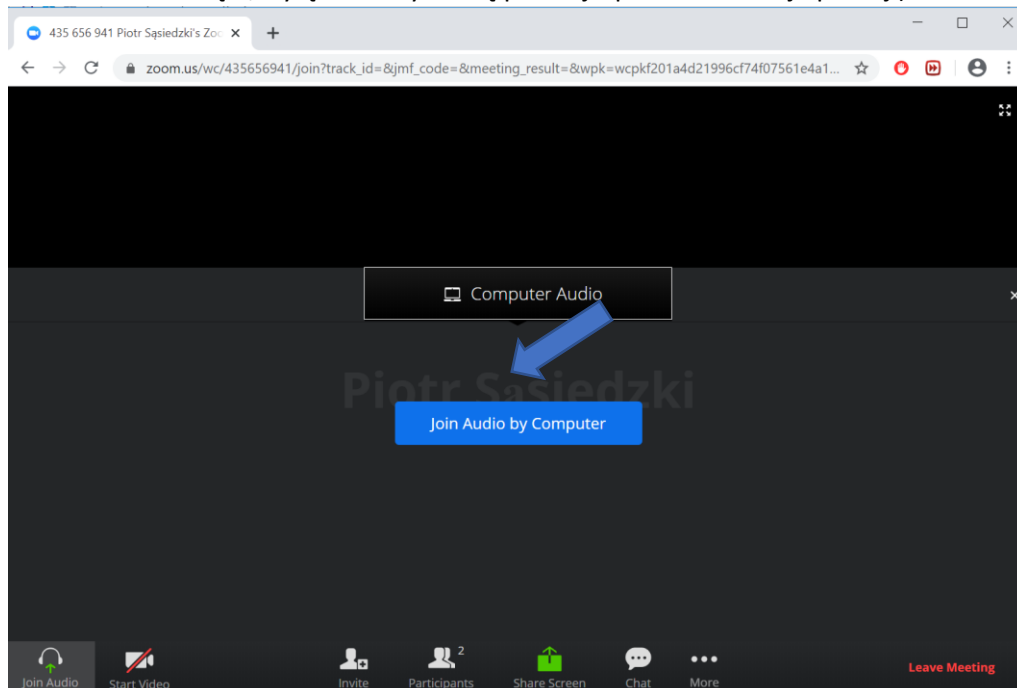 435 656 941 Piotr Sąsiedzki's Zoo
zoom.us/wc/435656941/join?track_id=&jmf_code=&meeting_result=&wpk=wcpkf201a4d21996cf74f07561e4a1...
Computer Audio
Piotr Sąsiedzki
Join Audio by Computer
2
Join Audio
Start Video
Invite
Participants
Share Screen
Chat
More
Leave Meeting